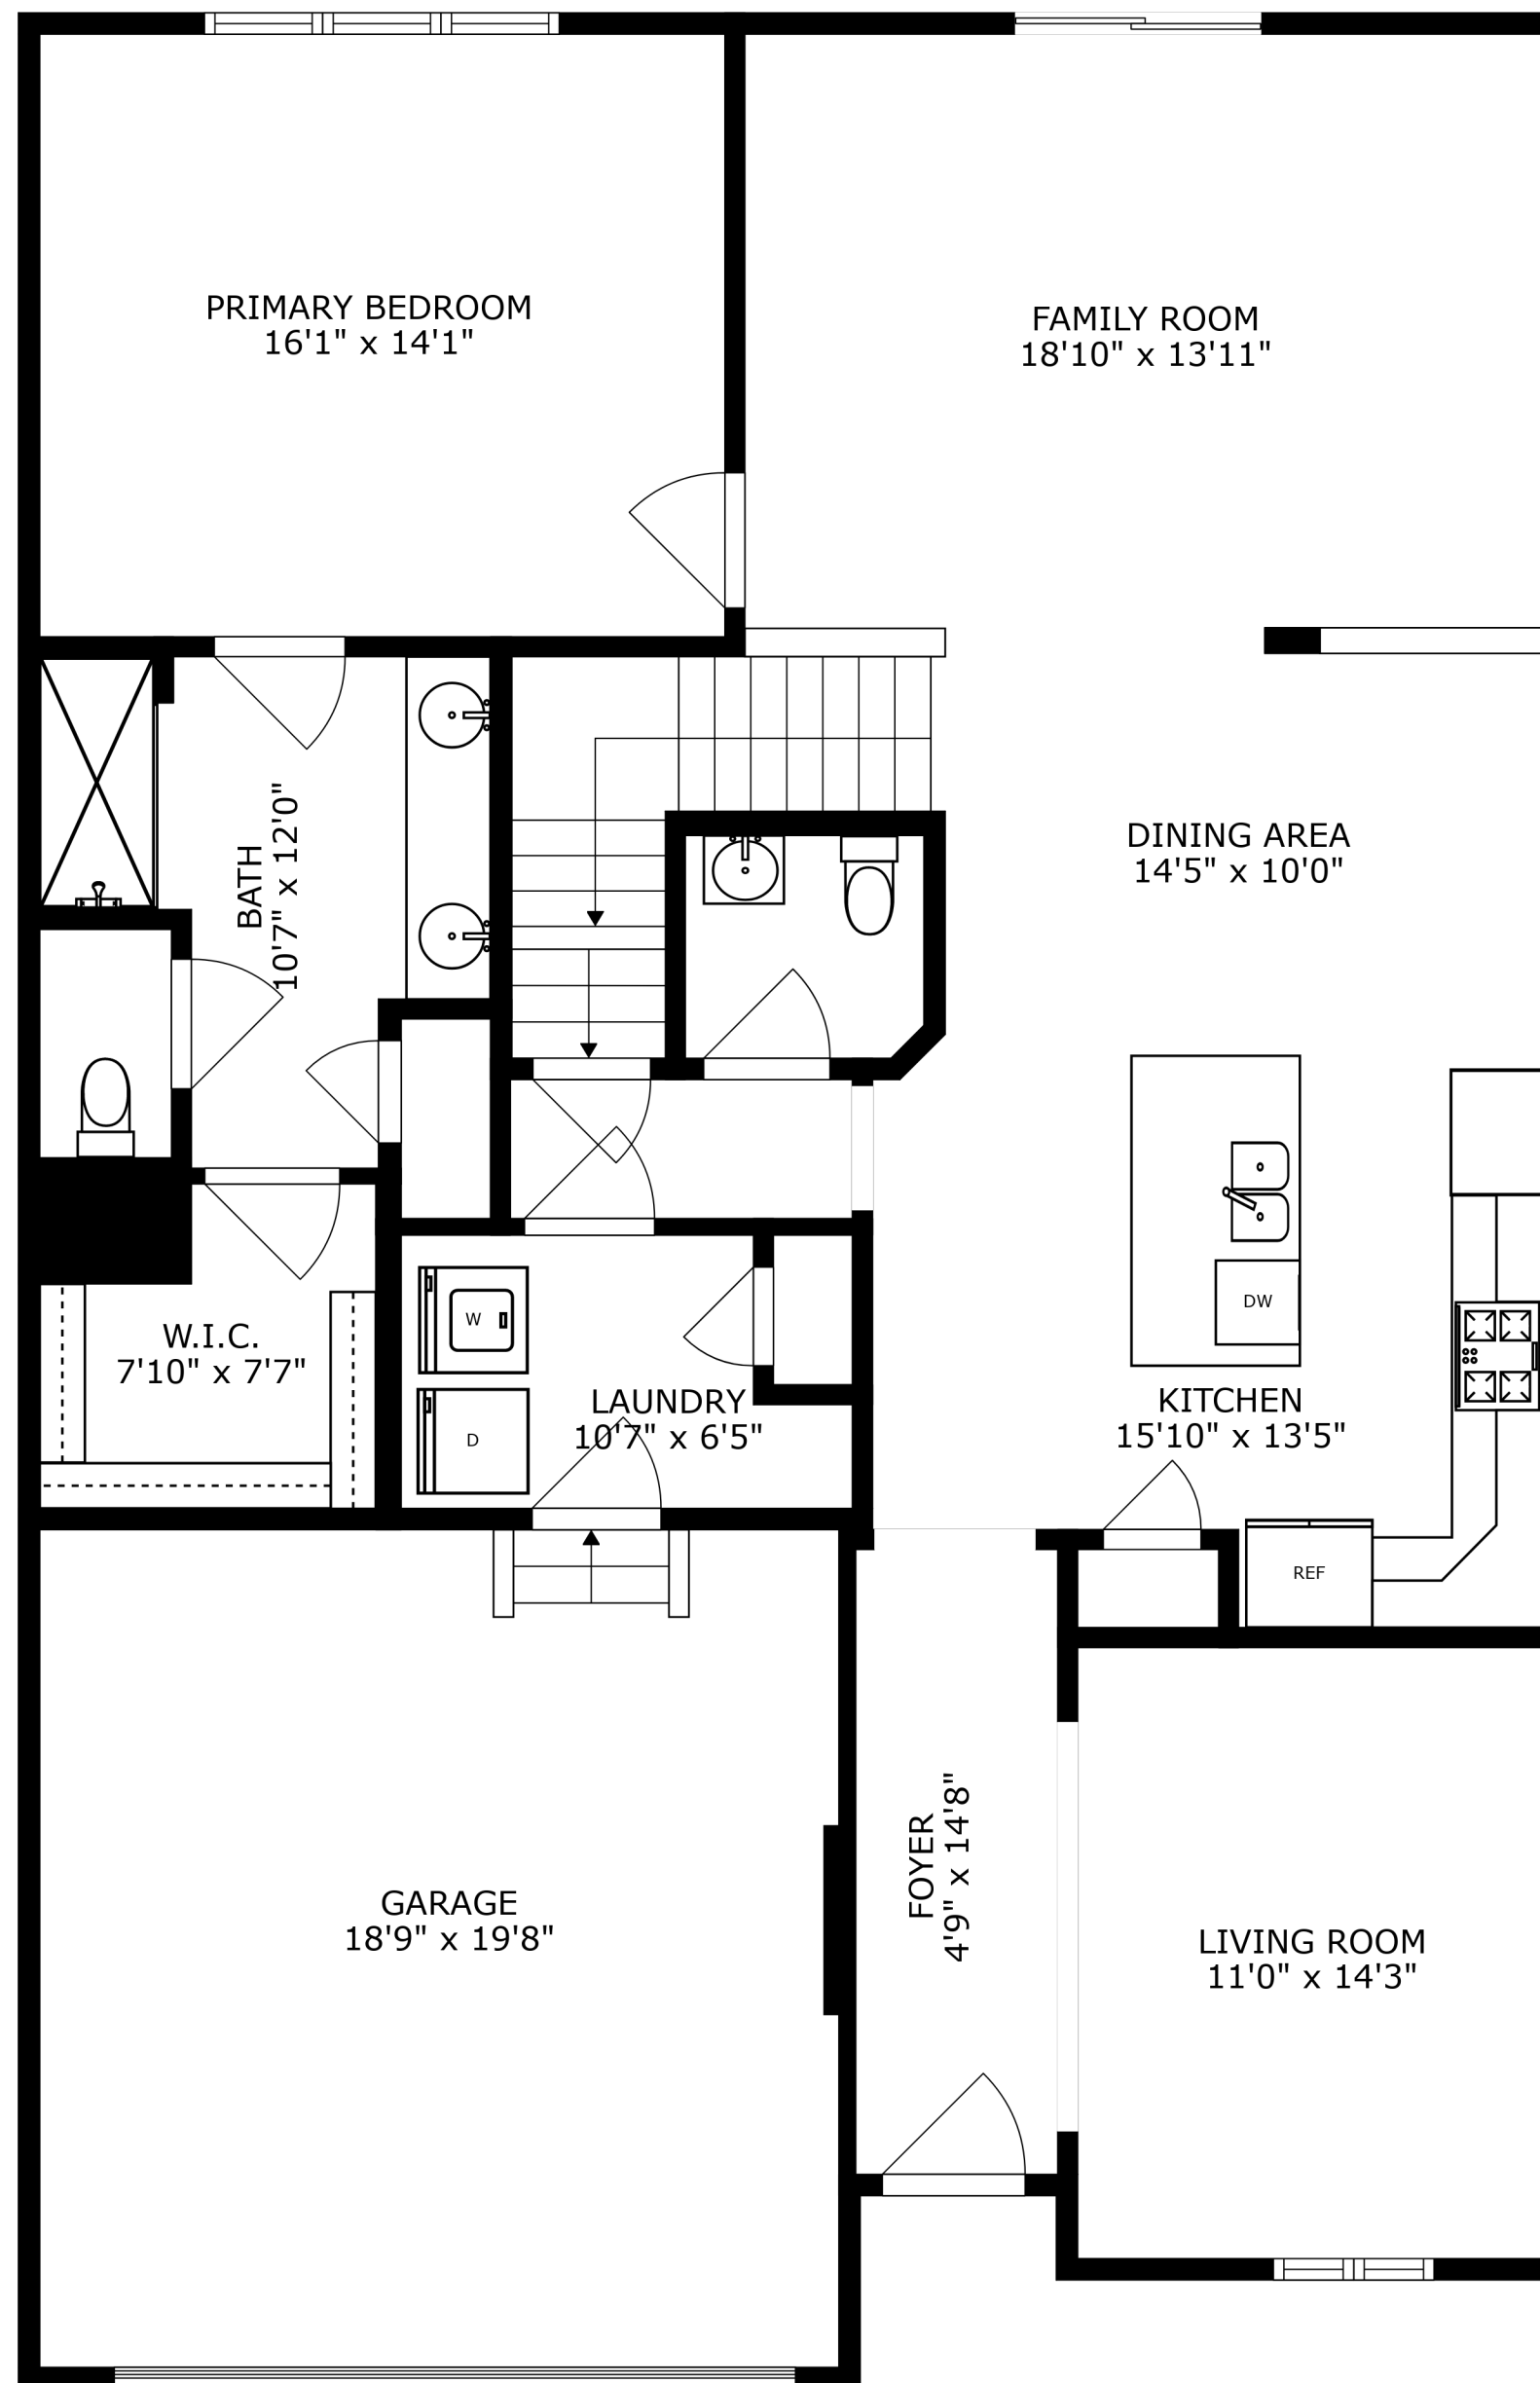 PRIMARY BEDROOM
16'1" x 14'1"
FAMILY ROOM
18'10" x 13'11"
BATH
10'7" x 12'0"
DINING AREA
14'5" x 10'0"
W.I.C.
7'10" x 7'7"
W
D
LAUNDRY
10'7" x 6'5"
DW
KITCHEN
15'10" x 13'5"
REF
GARAGE
18'9" x 19'8"
FOYER
4'9" x 14'8"
LIVING ROOM
11'0" x 14'3"